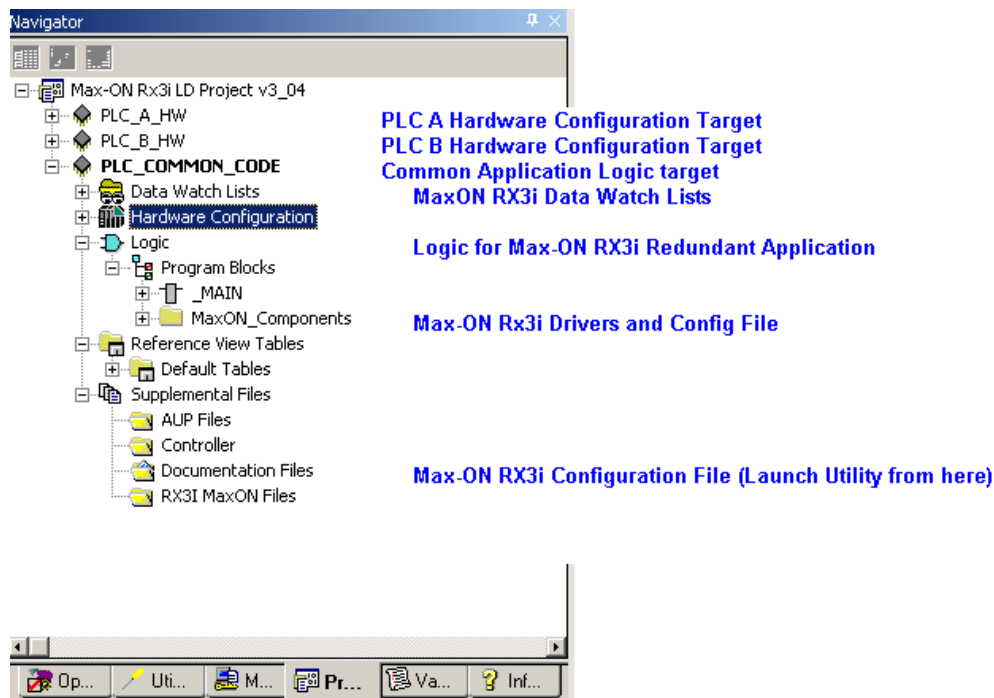 Navigator
Max-ON Rx3i LD Project v3_04
PLC_A_HW
PLC A Hardware Configuration Target
PLC_B_HW
PLC B Hardware Configuration Target
PLC_COMMON_CODE
Common Application Logic target
Data Watch Lists
MaxON RX3i Data Watch Lists
Hardware Configuration
Logic
Logic for Max-ON RX3i Redundant Application
Program Blocks
_MAIN
MaxON_Components
Max-ON Rx3i Drivers and Config File
Reference View Tables
Default Tables
Supplemental Files
AUP Files
Controller
Documentation Files
Max-ON RX3i Configuration File (Launch Utility from here)
RX3I MaxON Files
Op... Uti... M... Pr... Va... Inf...